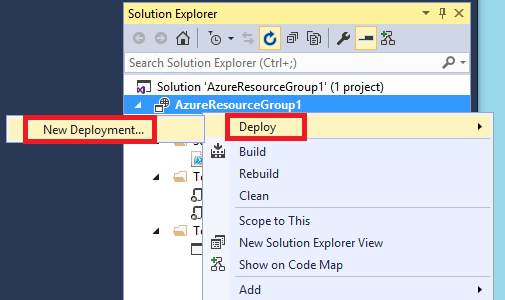 Solution Explorer
Search Solution Explorer (Ctrl+;)
Solution 'AzureResourceGroup1' (1 project)
AzureResourceGroup1
New Deployment...
Deploy
Build
Rebuild
Clean
Scope to This
New Solution Explorer View
Show on Code Map
Add